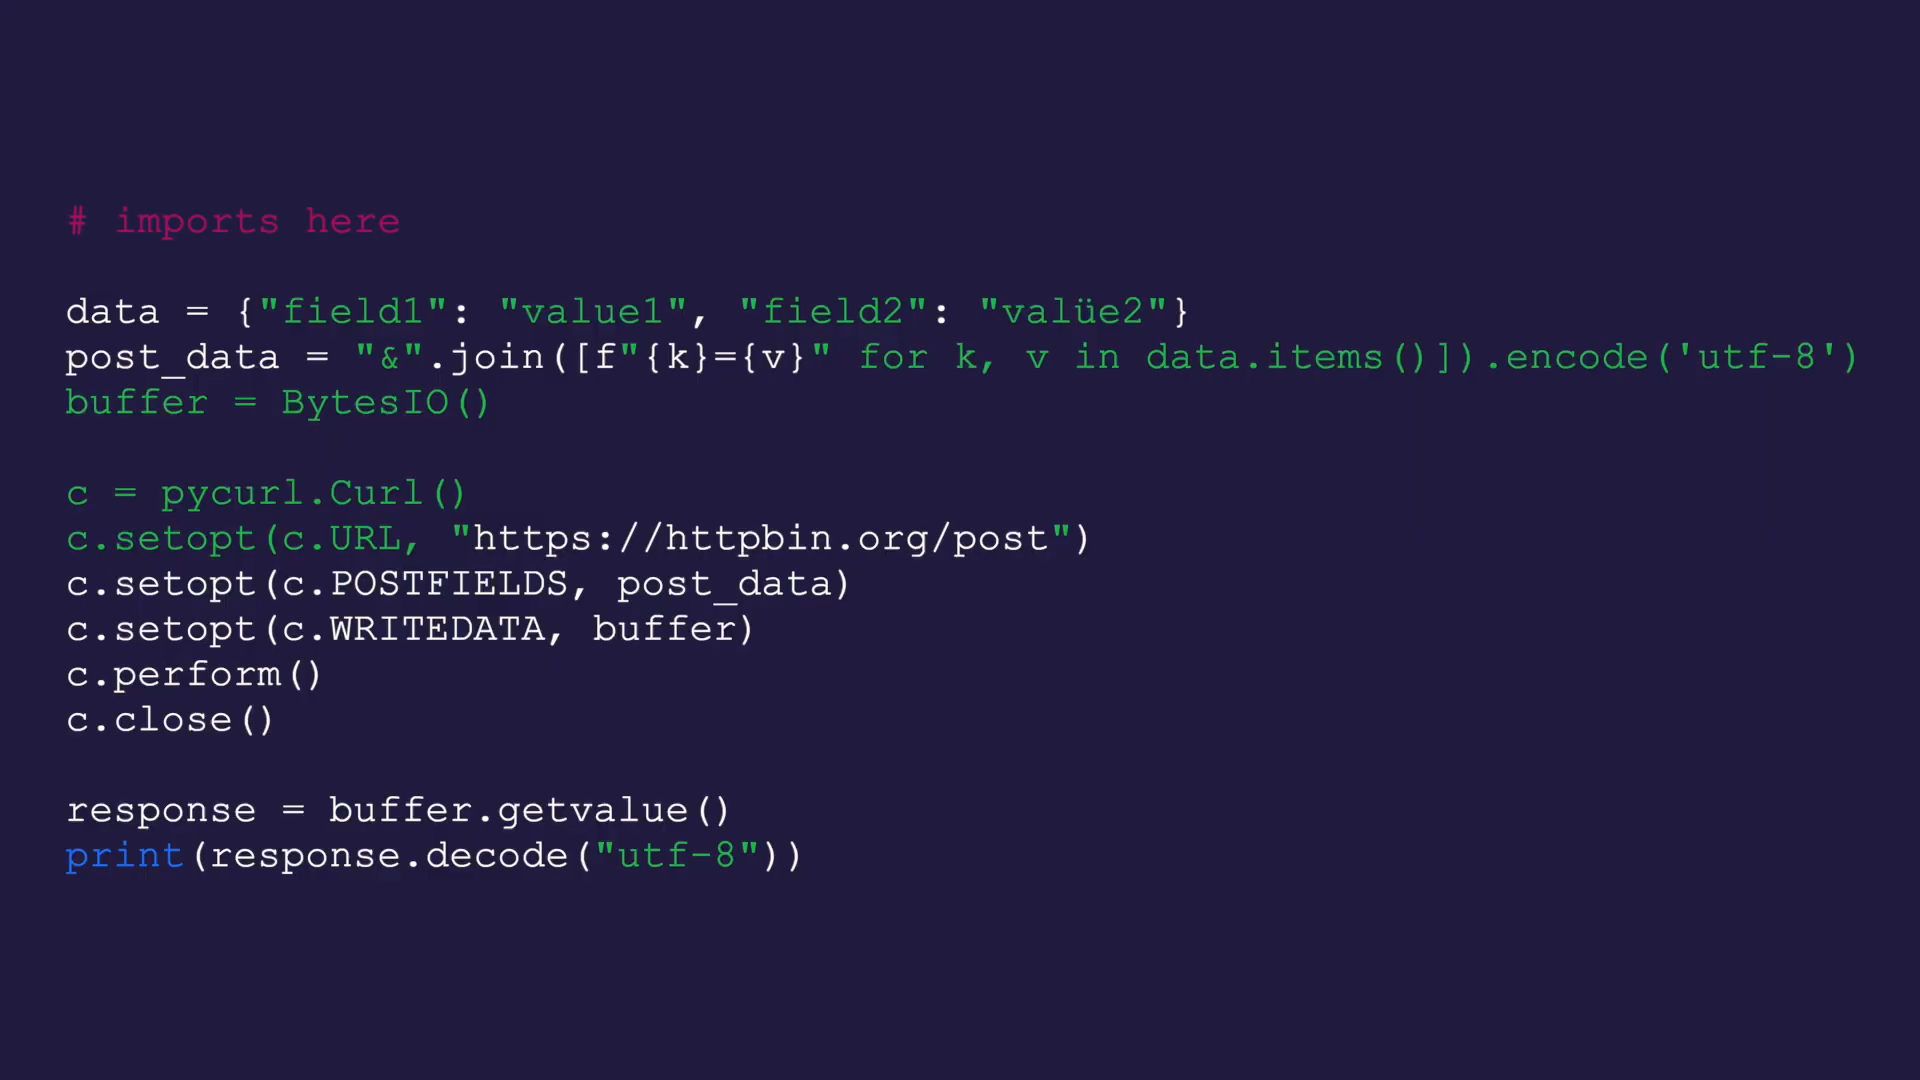 # imports here
data = {"field1": "value1", "field2": "valüe2"}
post_data = "&".join([f"{k}={v}" for k, v in data.items()]).encode('utf-8')
buffer = BytesIO()
c = pycurl.Curl()
c.setopt(c.URL, "https://httpbin.org/post")
c.setopt(c.POSTFIELDS, post_data)
c.setopt(c.WRITEDATA, buffer)
c.perform()
c.close()
response = buffer.getvalue()
print(response.decode("utf-8"))